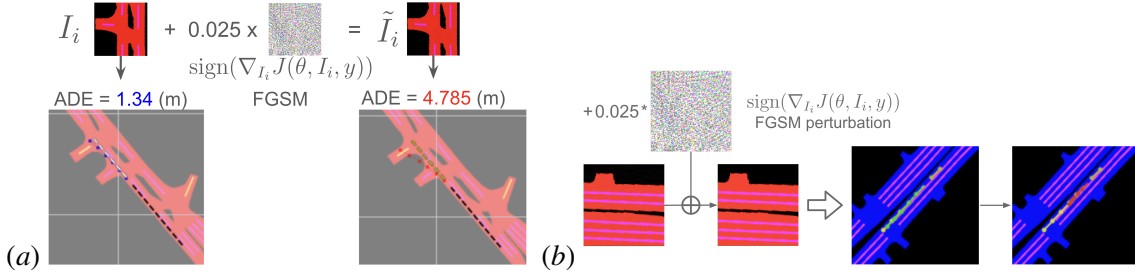 I_i + 0.025 x = Ĩ_i
sign(∇_{I_i} J(θ, I_i, y))
ADE = 1.34 (m) FGSM ADE = 4.785 (m)
(a)
+0.025* sign(∇_{I_i} J(θ, I_i, y))
FGSM perturbation
(b)